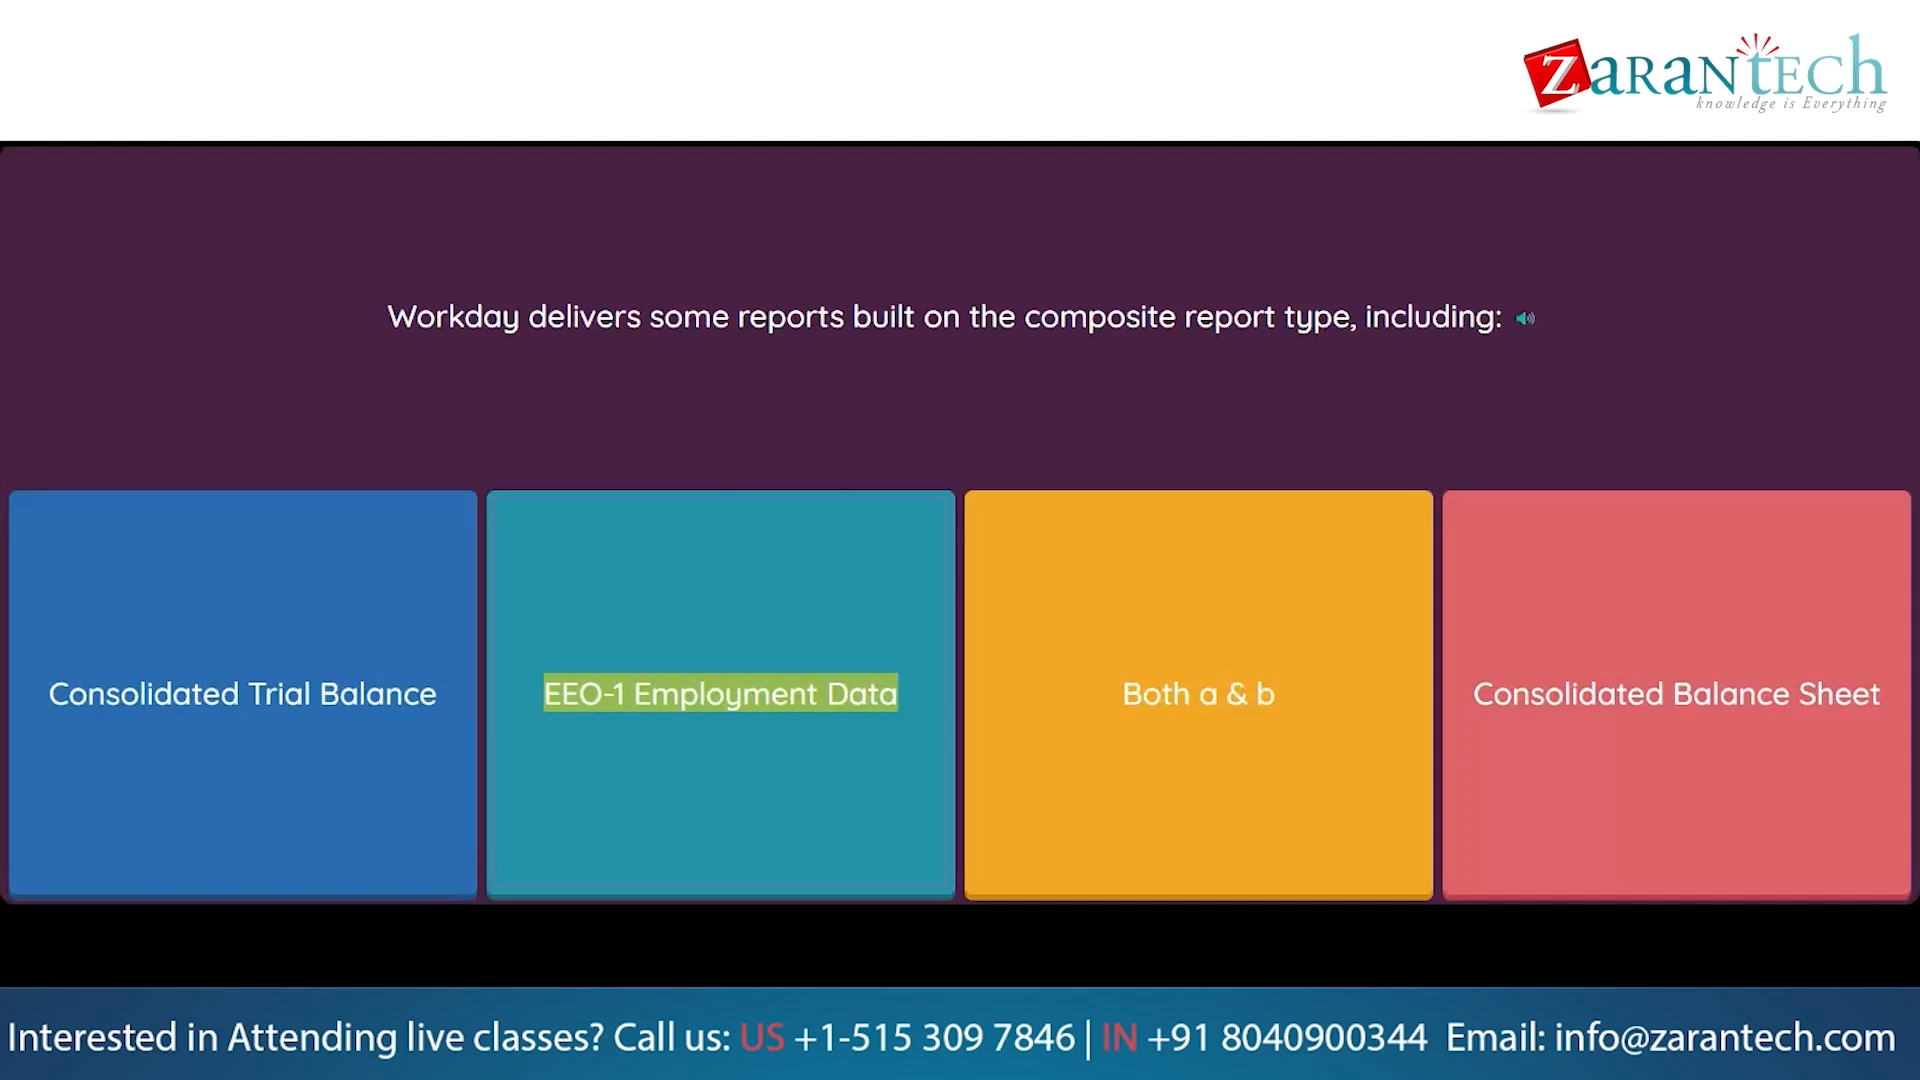 ZaranTech
knowledge is Everything
Workday delivers some reports built on the composite report type, including:
Consolidated Trial Balance
EEO-1 Employment Data
Both a & b
Consolidated Balance Sheet
Interested in Attending live classes? Call us: US +1-515 309 7846 | IN +91 8040900344 Email: info@zarantech.com